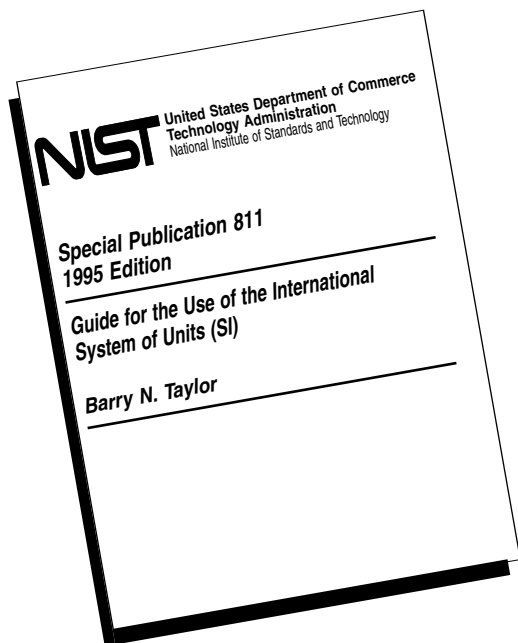 NIST
United States Department of Commerce
Technology Administration
National Institute of Standards and Technology
Special Publication 811
1995 Edition
Guide for the Use of the International
System of Units (SI)
Barry N. Taylor